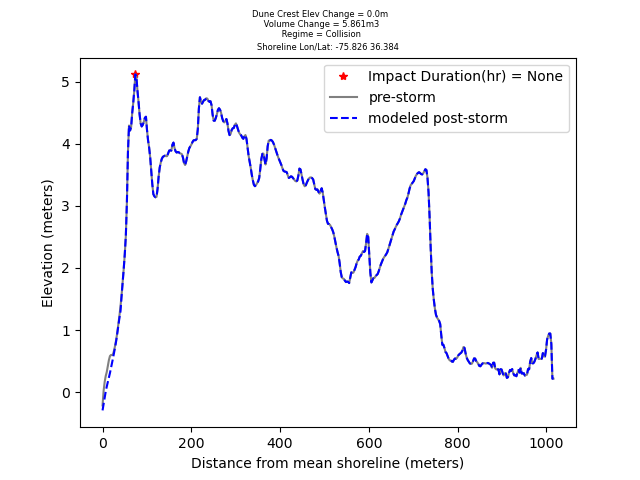 Dune Crest Elev Change = 0.0m
Volume Change = 5.861m3
Regime = Collision
Shoreline Lon/Lat: -75.826 36.384
Impact Duration(hr) = None
pre-storm
modeled post-storm
Elevation (meters)
5
4
3
2
1
0
0 200 400 600 800 1000
Distance from mean shoreline (meters)